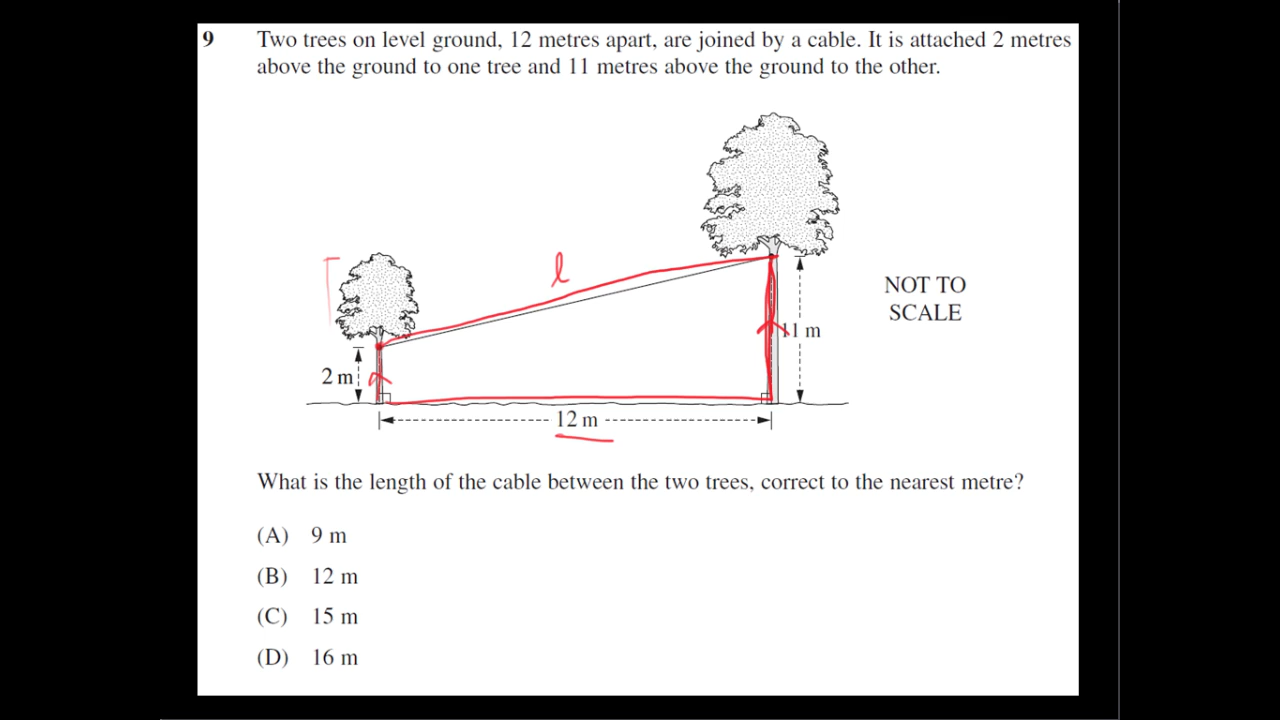 9 Two trees on level ground, 12 metres apart, are joined by a cable. It is attached 2 metres
above the ground to one tree and 11 metres above the ground to the other.
l
NOT TO
SCALE
11 m
2 m
12 m
What is the length of the cable between the two trees, correct to the nearest metre?
(A) 9 m
(B) 12 m
(C) 15 m
(D) 16 m